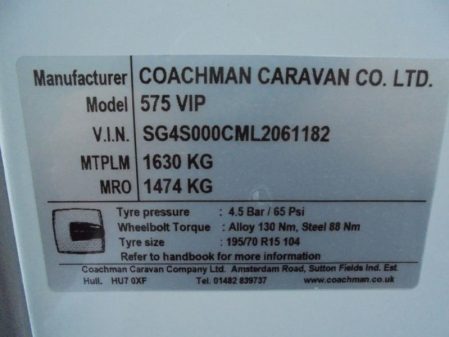 Manufacturer COACHMAN CARAVAN CO. LTD.
Model 575 VIP
V.I.N. SG4S000CML2061182
MTPLM 1630 KG
MRO 1474 KG
Tyre pressure : 4.5 Bar / 65 Psi
Wheelbolt Torque : Alloy 130 Nm, Steel 88 Nm
Tyre size : 195/70 R15 104
Refer to handbook for more information
Coachman Caravan Company Ltd. Amsterdam Road, Sutton Fields Ind. Est.
Hull. HU7 0XF Tel. 01482 839737 www.coachman.co.uk